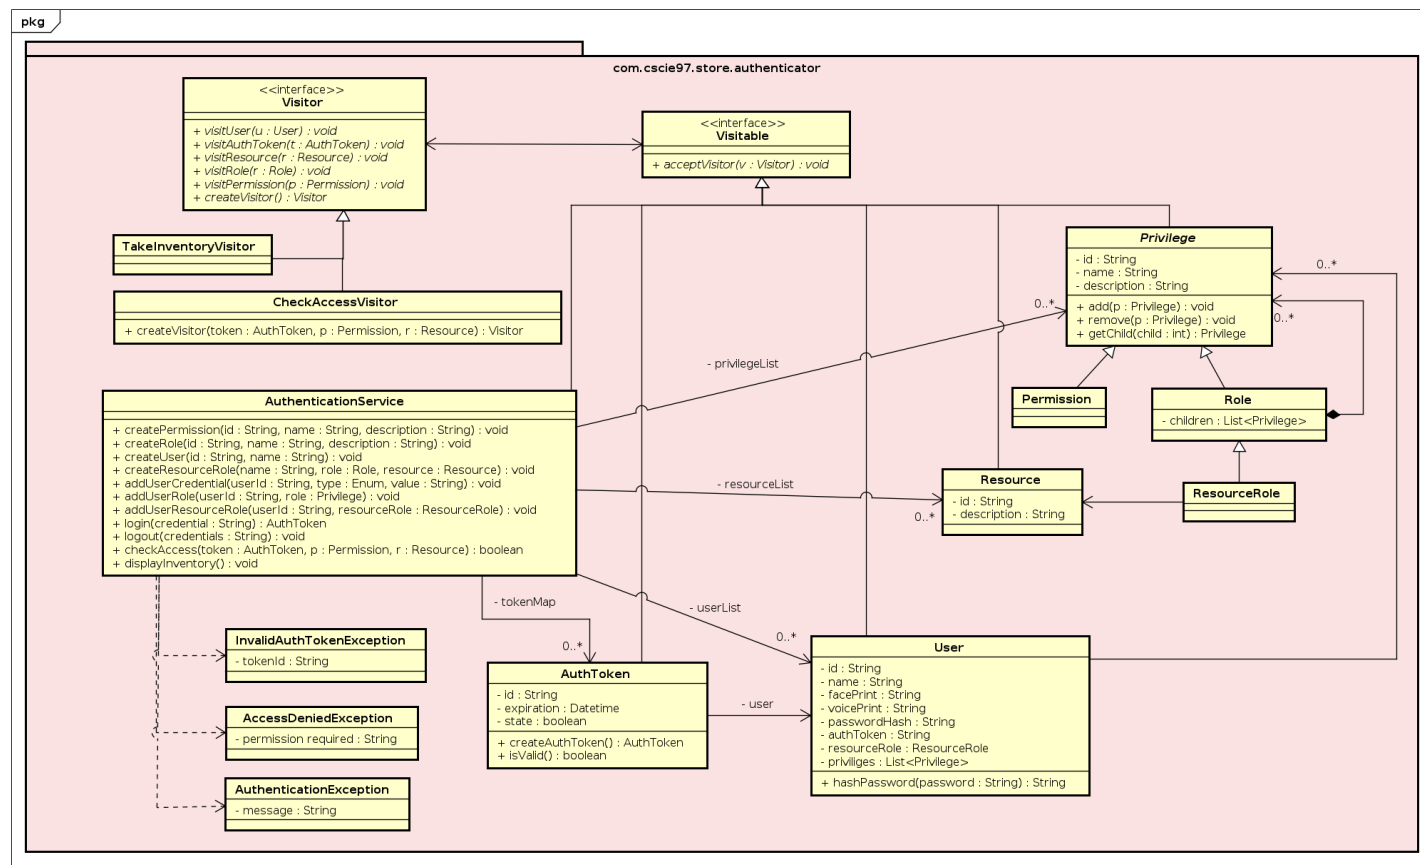 pkg
com.cscie97.store.authenticator
<<interface>>
Visitor
+ visitUser(u : User) : void
+ visitAuthToken(t : AuthToken) : void
+ visitResource(r : Resource) : void
+ visitRole(r : Role) : void
+ visitPermission(p : Permission) : void
+ createVisitor() : Visitor
<<interface>>
Visitable
+ acceptVisitor(v : Visitor) : void
TakeInventoryVisitor
CheckAccessVisitor
+ createVisitor(token : AuthToken, p : Permission, r : Resource) : Visitor
Privilege
- id : String
- name : String
- description : String
+ add(p : Privilege) : void
+ remove(p : Privilege) : void
+ getChild(child : int) : Privilege
0..*
0..*
0..*
- privilegeList
Permission
Role
- children : List<Privilege>
AuthenticationService
+ createPermission(id : String, name : String, description : String) : void
+ createRole(id : String, name : String, description : String) : void
+ createUser(id : String, name : String) : void
+ createResourceRole(name : String, role : Role, resource : Resource) : void
+ addUserCredential(userId : String, type : Enum, value : String) : void
+ addUserRole(userId : String, role : Privilege) : void
+ addUserResourceRole(userId : String, resourceRole : ResourceRole) : void
+ login(credential : String) : AuthToken
+ logout(credentials : String) : void
+ checkAccess(token : AuthToken, p : Permission, r : Resource) : boolean
+ displayInventory() : void
- resourceList
0..*
Resource
- id : String
- description : String
ResourceRole
- tokenMap
0..*
- userList
0..*
InvalidAuthTokenException
- tokenId : String
AccessDeniedException
- permission required : String
AuthenticationException
- message : String
AuthToken
- id : String
- expiration : Datetime
- state : boolean
+ createAuthToken() : AuthToken
+ isValid() : boolean
- user
User
- id : String
- name : String
- facePrint : String
- voicePrint : String
- passwordHash : String
- authToken : String
- resourceRole : ResourceRole
- priviliges : List<Privilege>
+ hashPassword(password : String) : String